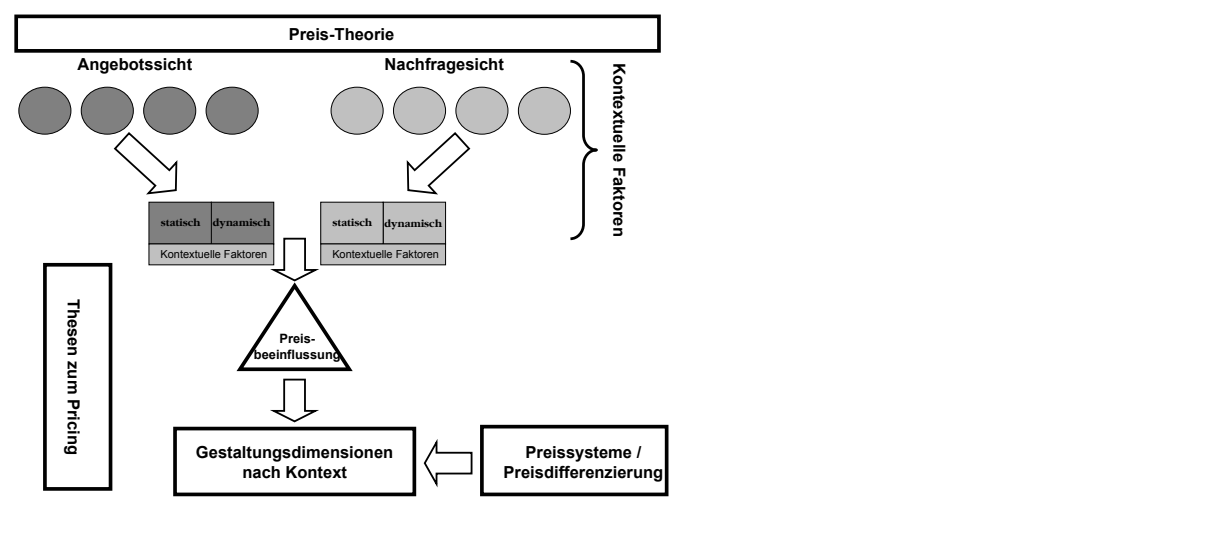 Preis-Theorie
Angebotssicht
Nachfragesicht
Kontextuelle Faktoren
statisch
dynamisch
Kontextuelle Faktoren
statisch
dynamisch
Kontextuelle Faktoren
Thesen zum Pricing
Preis-
beeinflussung
Gestaltungsdimensionen
nach Kontext
Preissysteme /
Preisdifferenzierung